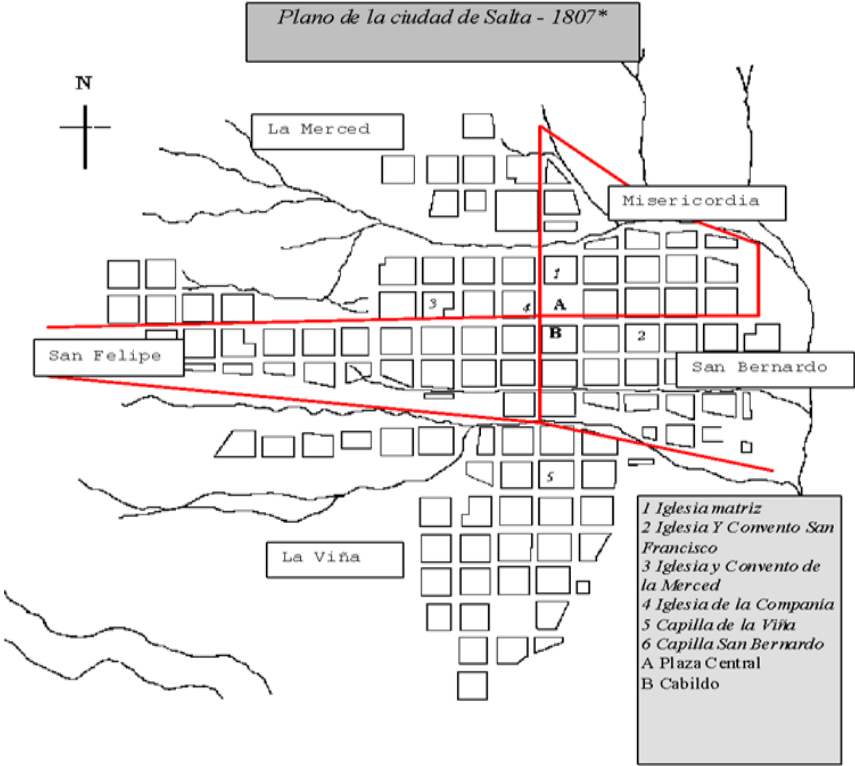 Plano de la ciudad de Salta - 1807*
N
La Merced
Misericordia
1
3
4
A
B
2
San Felipe
San Bernardo
5
La Viña
1 Iglesia matriz
2 Iglesia Y Convento San
Francisco
3 Iglesia y Convento de
la Merced
4 Iglesia de la Compania
5 Capilla de la Viña
6 Capilla San Bernardo
A Plaza Central
B Cabildo